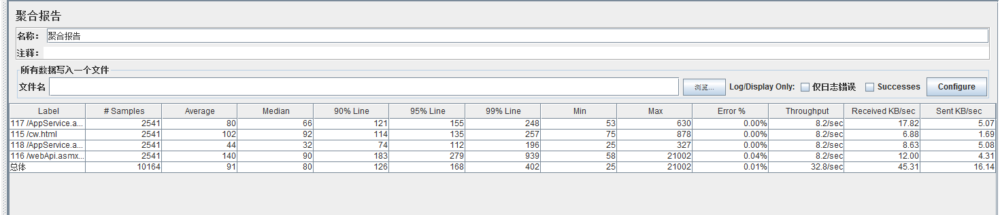 聚合报告
名称： 聚合报告
注释：
所有数据写入一个文件
文件名 浏览... Log/Display Only: 仅日志错误 Successes Configure
Label # Samples Average Median 90% Line 95% Line 99% Line Min Max Error % Throughput Received KB/sec Sent KB/sec
117 /AppService.a... 2541 80 66 121 155 248 53 630 0.00% 8.2/sec 17.82 5.07
115 /cw.html 2541 102 92 114 135 257 75 878 0.00% 8.2/sec 6.88 1.69
118 /AppService.a... 2541 44 32 74 112 196 25 327 0.00% 8.2/sec 8.63 5.08
116 /webApi.asmx... 2541 140 90 183 279 939 58 21002 0.04% 8.2/sec 12.00 4.31
总体 10164 91 80 126 168 402 25 21002 0.01% 32.8/sec 45.31 16.14